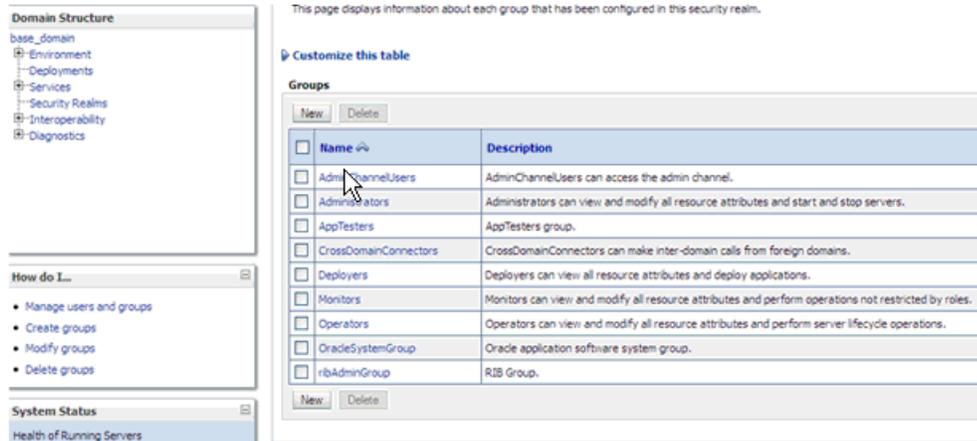 Domain Structure
base_domain
Environment
Deployments
Services
Security Realms
Interoperability
Diagnostics
How do I...
Manage users and groups
Create groups
Modify groups
Delete groups
System Status
Health of Running Servers
This page displays information about each group that has been configured in this security realm.
Customize this table
Groups
New Delete
Name Description
AdminChannelUsers AdminChannelUsers can access the admin channel.
Administrators Administrators can view and modify all resource attributes and start and stop servers.
AppTesters AppTesters group.
CrossDomainConnectors CrossDomainConnectors can make inter-domain calls from foreign domains.
Deployers Deployers can view all resource attributes and deploy applications.
Monitors Monitors can view and modify all resource attributes and perform operations not restricted by roles.
Operators Operators can view and modify all resource attributes and perform server lifecycle operations.
OracleSystemGroup Oracle application software system group.
ribAdminGroup RIB Group.
New Delete